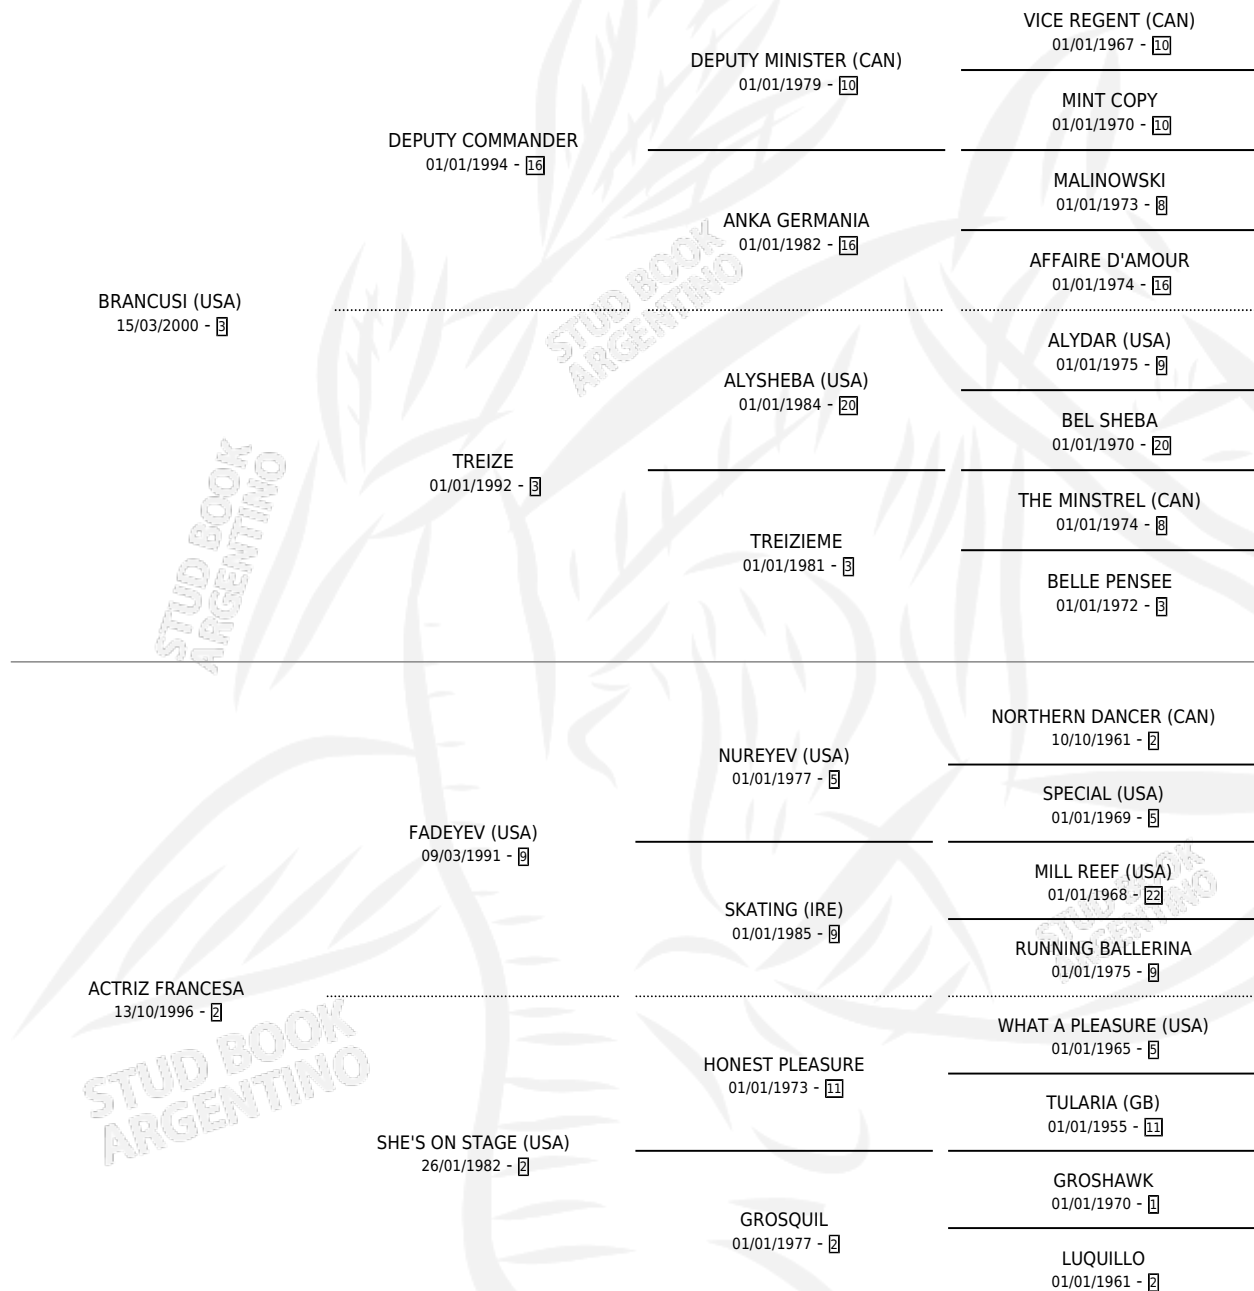 VICE REGENT (CAN)
01/01/1967 - 10
DEPUTY MINISTER (CAN)
01/01/1979 - 10
MINT COPY
01/01/1970 - 10
DEPUTY COMMANDER
01/01/1994 - 16
MALINOWSKI
01/01/1973 - 8
ANKA GERMANIA
01/01/1982 - 16
AFFAIRE D'AMOUR
01/01/1974 - 16
BRANCUSI (USA)
15/03/2000 - 3
STUD BOOK
ARGENTINO
ALYDAR (USA)
01/01/1975 - 9
ALYSHEBA (USA)
01/01/1984 - 20
BEL SHEBA
01/01/1970 - 20
TREIZE
01/01/1992 - 3
THE MINSTREL (CAN)
01/01/1974 - 8
TREIZIEME
01/01/1981 - 3
BELLE PENSEE
01/01/1972 - 3
STUD BOOK
ARGENTINO
NORTHERN DANCER (CAN)
10/10/1961 - 2
NUREYEV (USA)
01/01/1977 - 5
SPECIAL (USA)
01/01/1969 - 5
FADEYEV (USA)
09/03/1991 - 9
MILL REEF (USA)
01/01/1968 - 22
SKATING (IRE)
01/01/1985 - 9
RUNNING BALLERINA
01/01/1975 - 9
STUD BOOK
ARGENTINO
ACTRIZ FRANCESA
13/10/1996 - 2
WHAT A PLEASURE (USA)
01/01/1965 - 5
HONEST PLEASURE
01/01/1973 - 11
TULARIA (GB)
01/01/1955 - 11
STUD BOOK
ARGENTINO
SHE'S ON STAGE (USA)
26/01/1982 - 2
GROSHAWK
01/01/1970 - 1
GROSQUIL
01/01/1977 - 2
LUQUILLO
01/01/1961 - 2